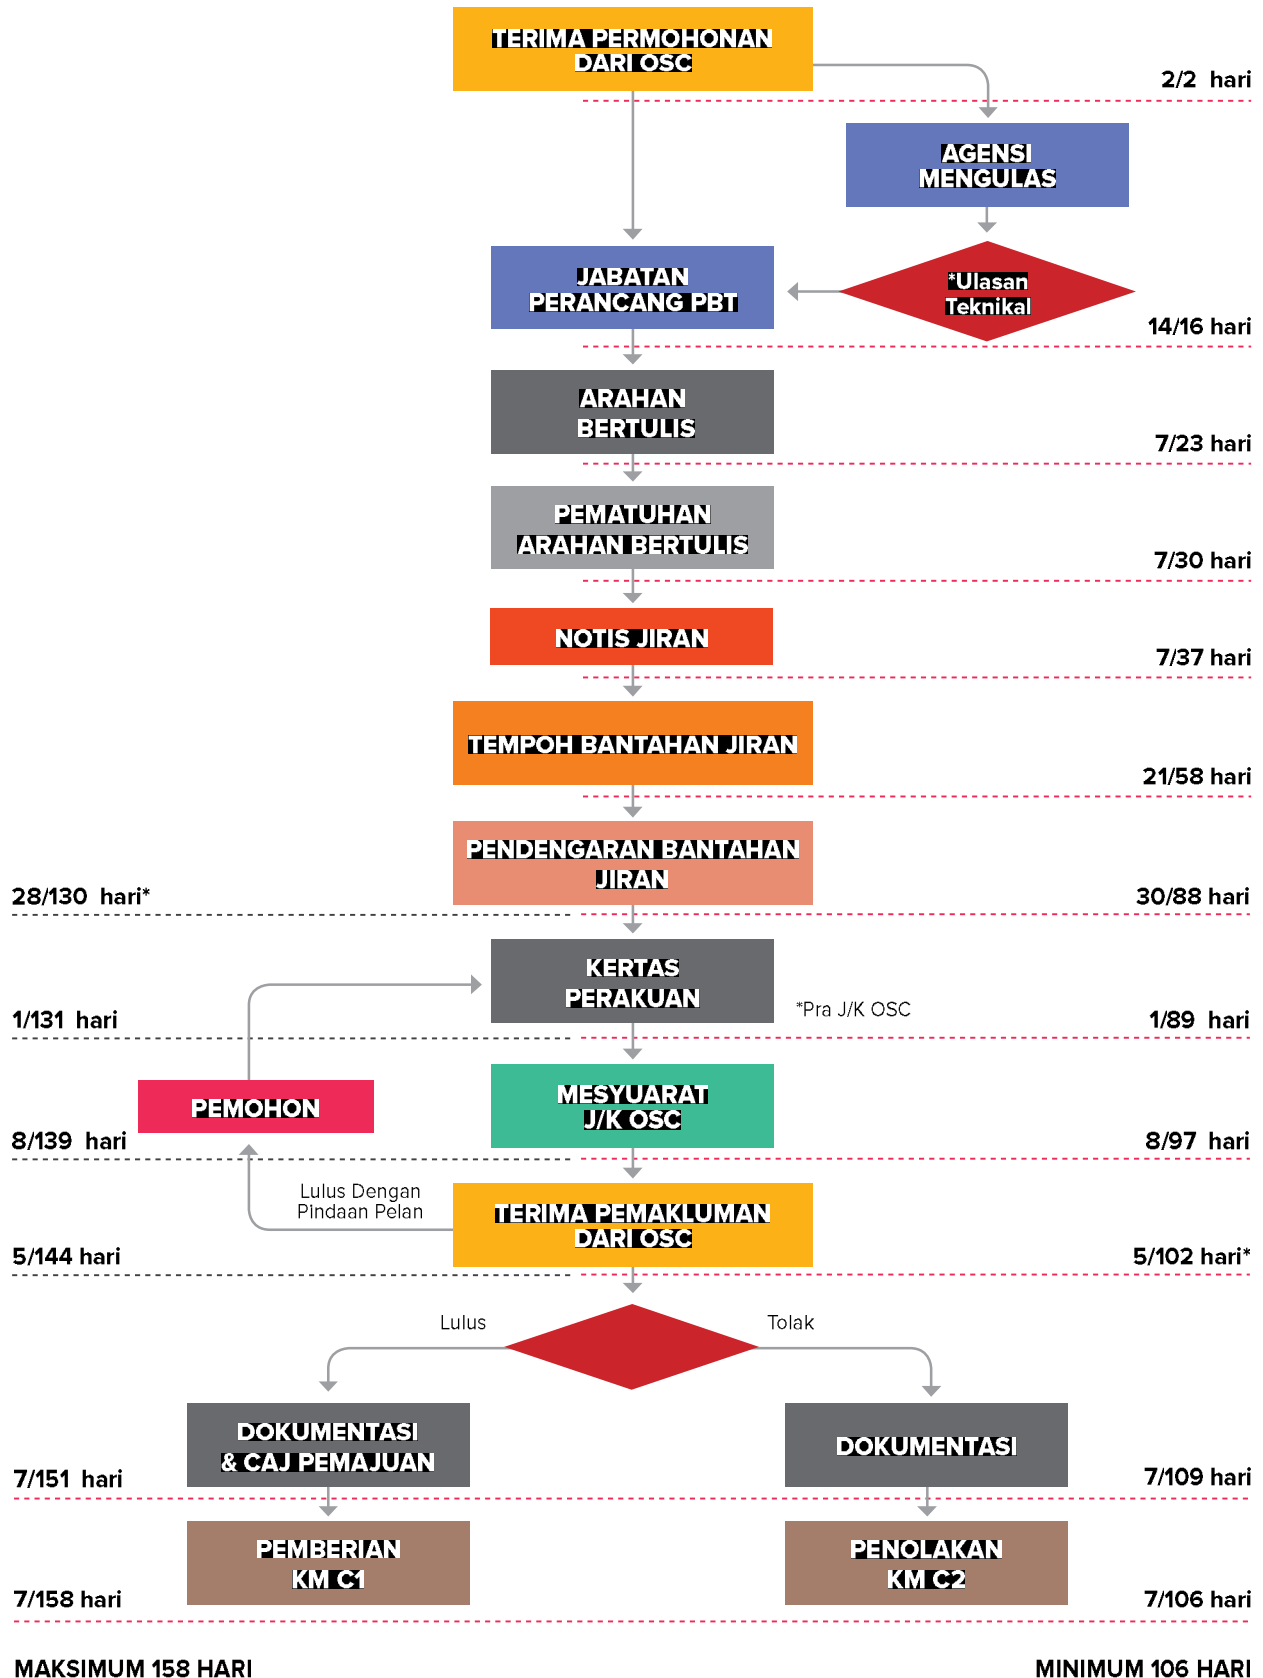 TERIMA PERMOHONAN
DARI OSC
2/2 hari
AGENSI
MENGULAS
JABATAN
PERANCANG PBT
*Ulasan
Teknikal
14/16 hari
ARAHAN
BERTULIS
7/23 hari
PEMATUHAN
ARAHAN BERTULIS
7/30 hari
NOTIS JIRAN
7/37 hari
TEMPOH BANTAHAN JIRAN
21/58 hari
PENDENGARAN BANTAHAN
JIRAN
28/130 hari*
30/88 hari
KERTAS
PERAKUAN
*Pra J/K OSC
1/131 hari
1/89 hari
PEMOHON
MESYUARAT
J/K OSC
8/139 hari
8/97 hari
Lulus Dengan
Pindaan Pelan
TERIMA PEMAKLUMAN
DARI OSC
5/144 hari
5/102 hari*
Lulus
Tolak
DOKUMENTASI
& CAJ PEMAJUAN
DOKUMENTASI
7/151 hari
7/109 hari
PEMBERIAN
KM C1
PENOLAKAN
KM C2
7/158 hari
7/106 hari
MAKSIMUM 158 HARI
MINIMUM 106 HARI